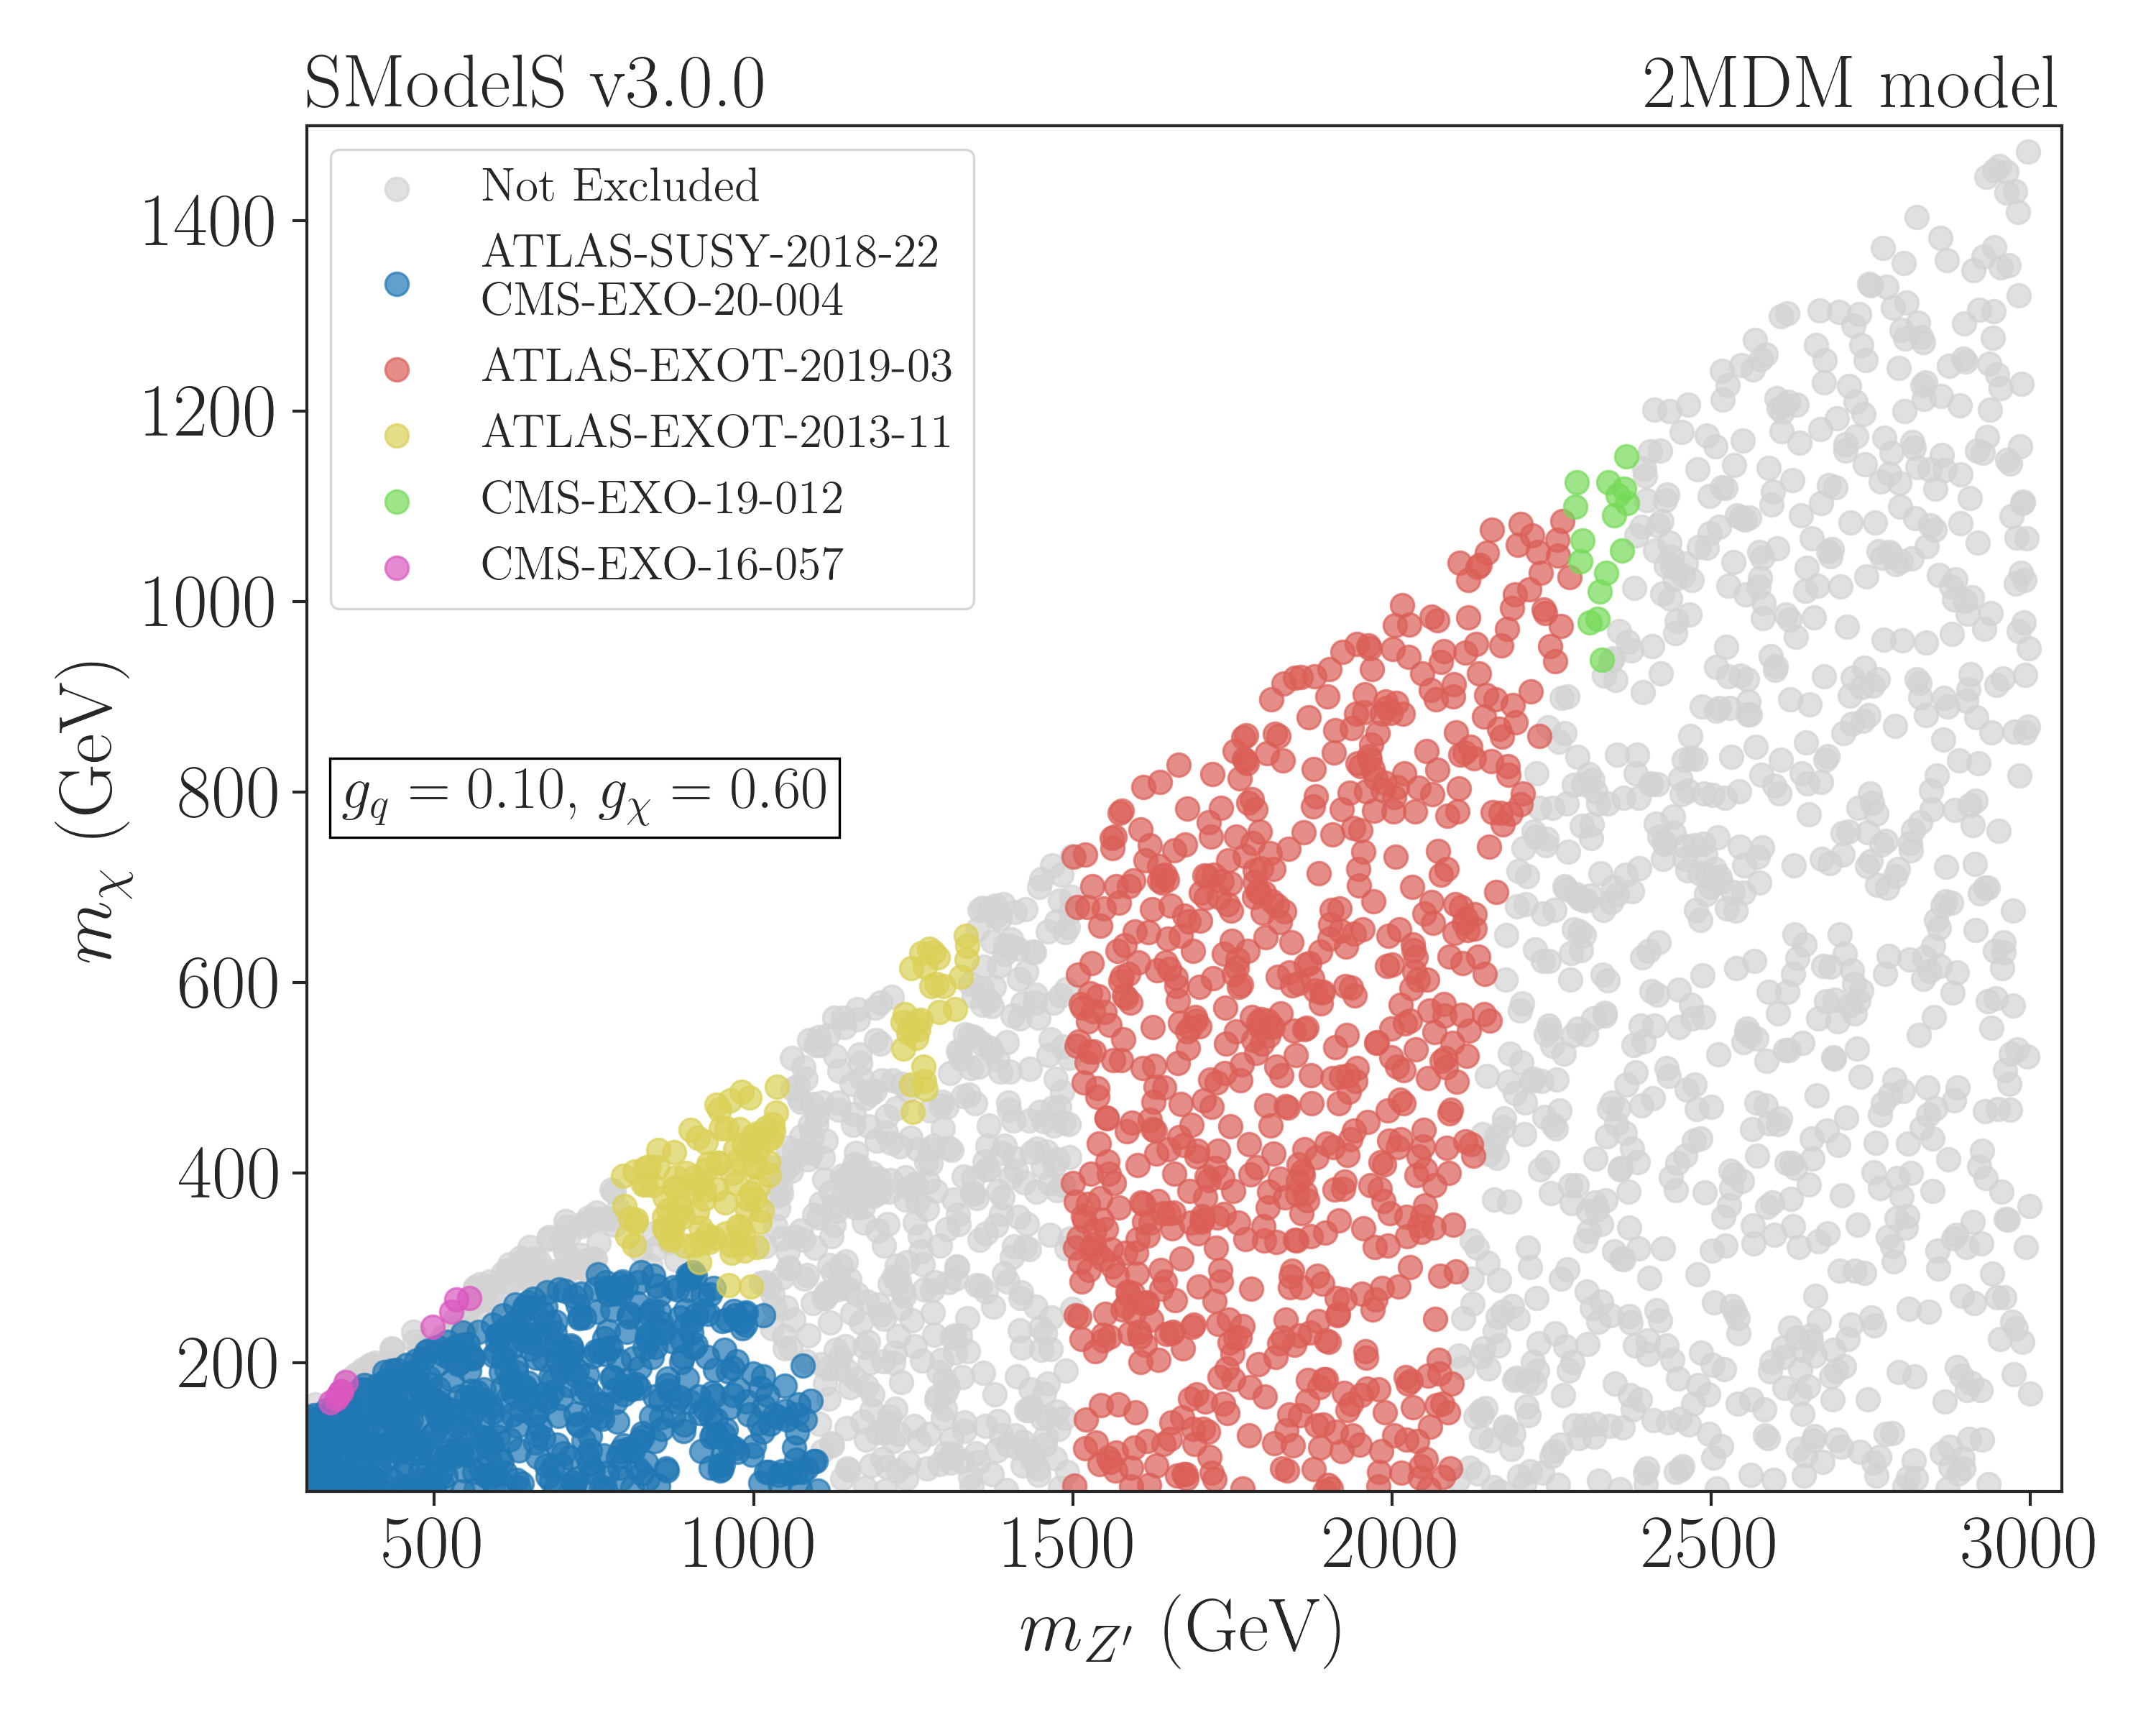 SModelS v3.0.0
2MDM model
Not Excluded
ATLAS-SUSY-2018-22
CMS-EXO-20-004
ATLAS-EXOT-2019-03
ATLAS-EXOT-2013-11
CMS-EXO-19-012
CMS-EXO-16-057
g_q = 0.10, g_χ = 0.60
m_χ (GeV)
1400
1200
1000
800
600
400
200
500 1000 1500 2000 2500 3000
m_{Z′} (GeV)